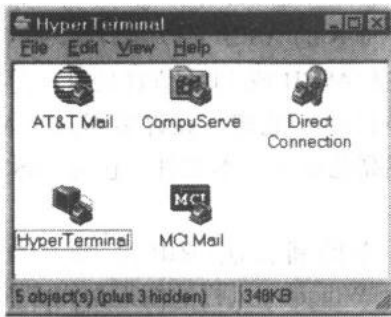 HyperTerminal
File Edit View Help
AT&T Mail CompuServe Direct Connection
MCI
HyperTerminal MCI Mail
5 object(s) (plus 3 hidden) 348KB